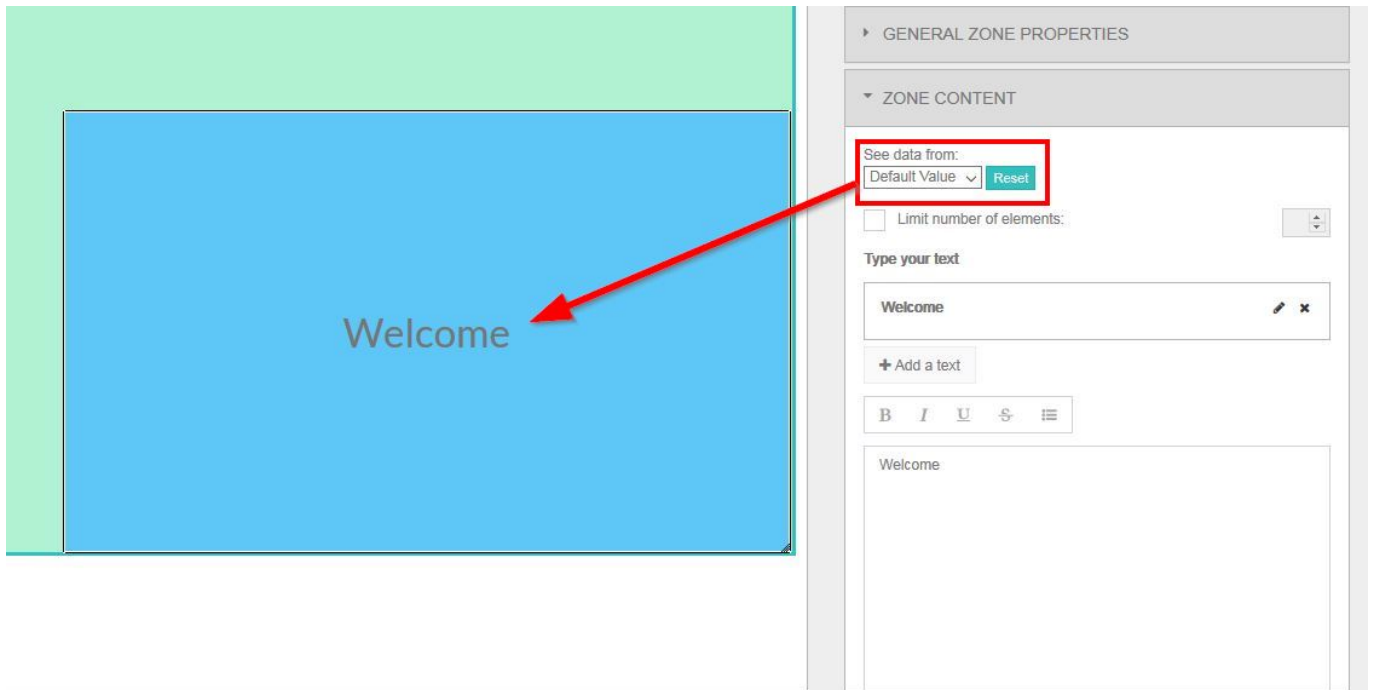 GENERAL ZONE PROPERTIES
ZONE CONTENT
See data from:
Default Value Reset
Limit number of elements:
Type your text
Welcome
Welcome
+ Add a text
B I U S
Welcome